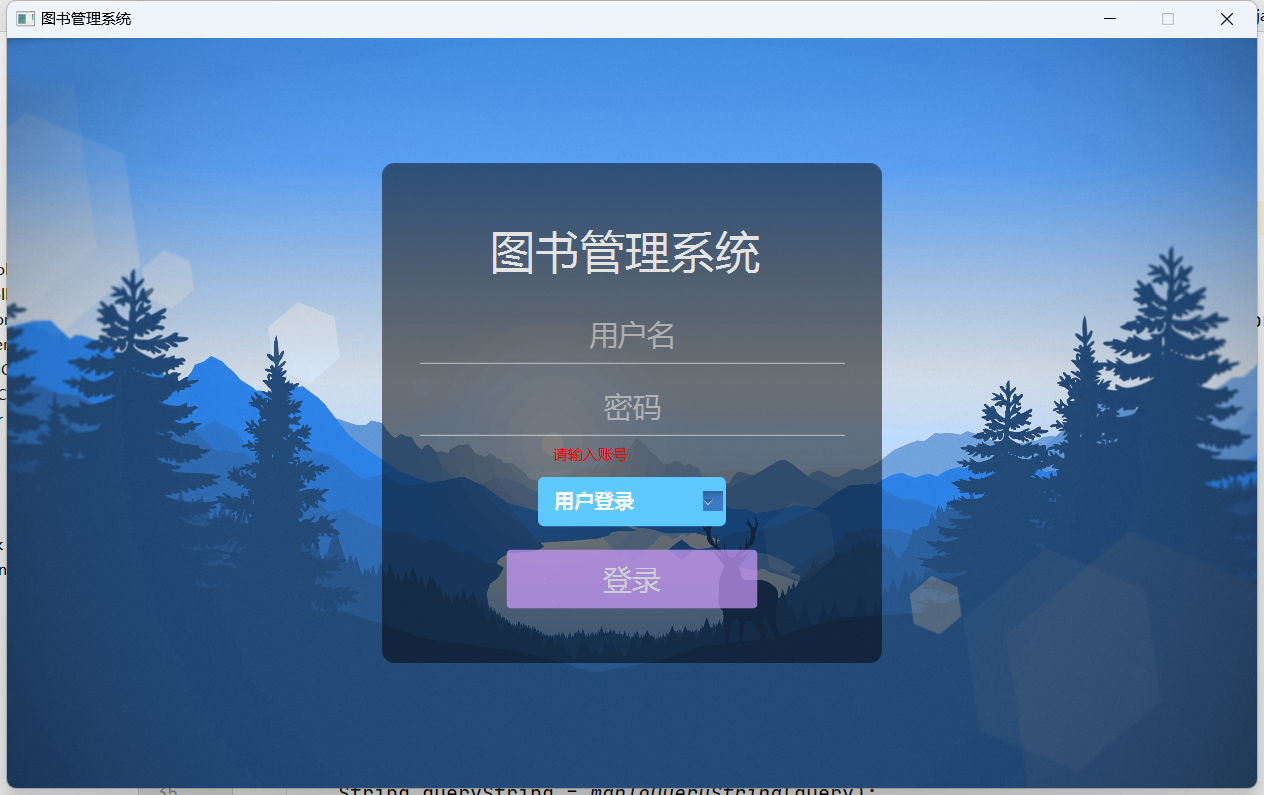 图书管理系统
图书管理系统
用户名
密码
请输入账号
用户登录
登录
35
String queryString = mapToQueryString(query);